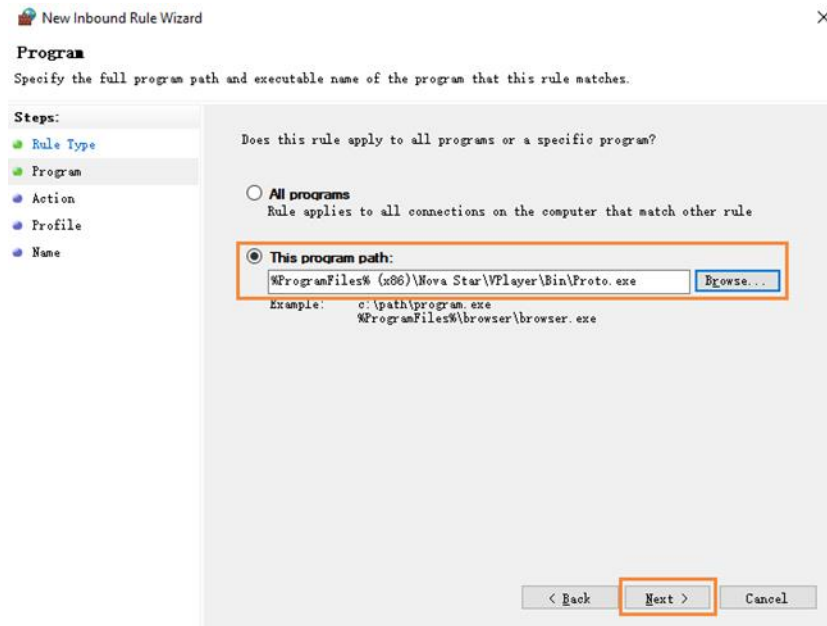 New Inbound Rule Wizard
Program
Specify the full program path and executable name of the program that this rule matches.
Steps:
Rule Type
Program
Action
Profile
Name
Does this rule apply to all programs or a specific program?
All programs
Rule applies to all connections on the computer that match other rule
This program path:
%ProgramFiles% (x86)\Nova Star\VPlayer\Bin\Proto.exe
Browse...
Example: c:\path\program.exe
%ProgramFiles%\browser\browser.exe
< Back
Next >
Cancel